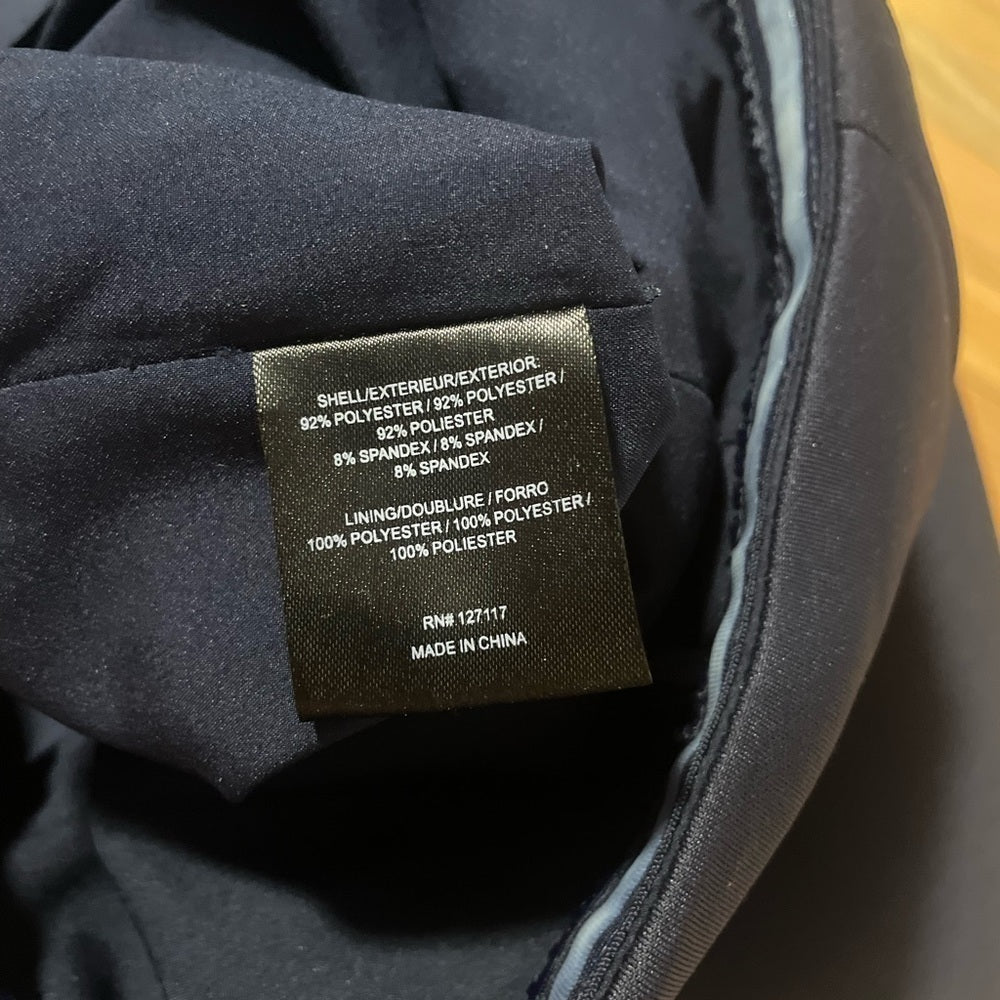 SHELL/EXTERIEUR/EXTERIOR
92% POLYESTER / 92% POLYESTER /
92% POLIESTER
8% SPANDEX / 8% SPANDEX /
8% SPANDEX
LINING/DOUBLURE / FORRO
100% POLYESTER / 100% POLYESTER /
100% POLIESTER
RN# 127117
MADE IN CHINA